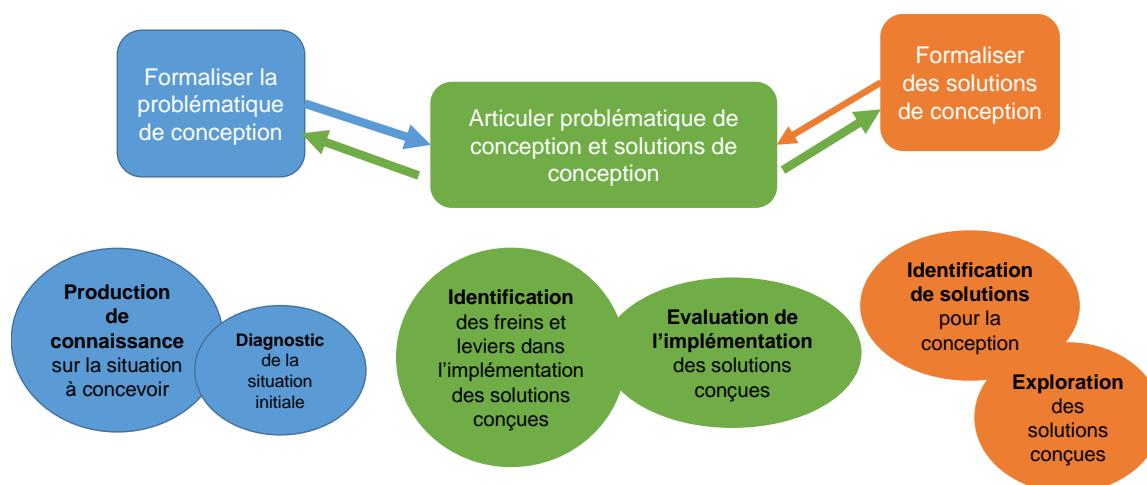 Formaliser la
problématique
de conception
Articuler problématique de
conception et solutions de
conception
Formaliser
des solutions
de conception
Production
de
connaissance
sur la situation
à concevoir
Diagnostic
de la
situation
initiale
Identification
des freins et
leviers dans
l'implémentation
des solutions
conçues
Evaluation de
l'implémentation
des solutions
conçues
Identification
de solutions
pour la
conception
Exploration
des
solutions
conçues